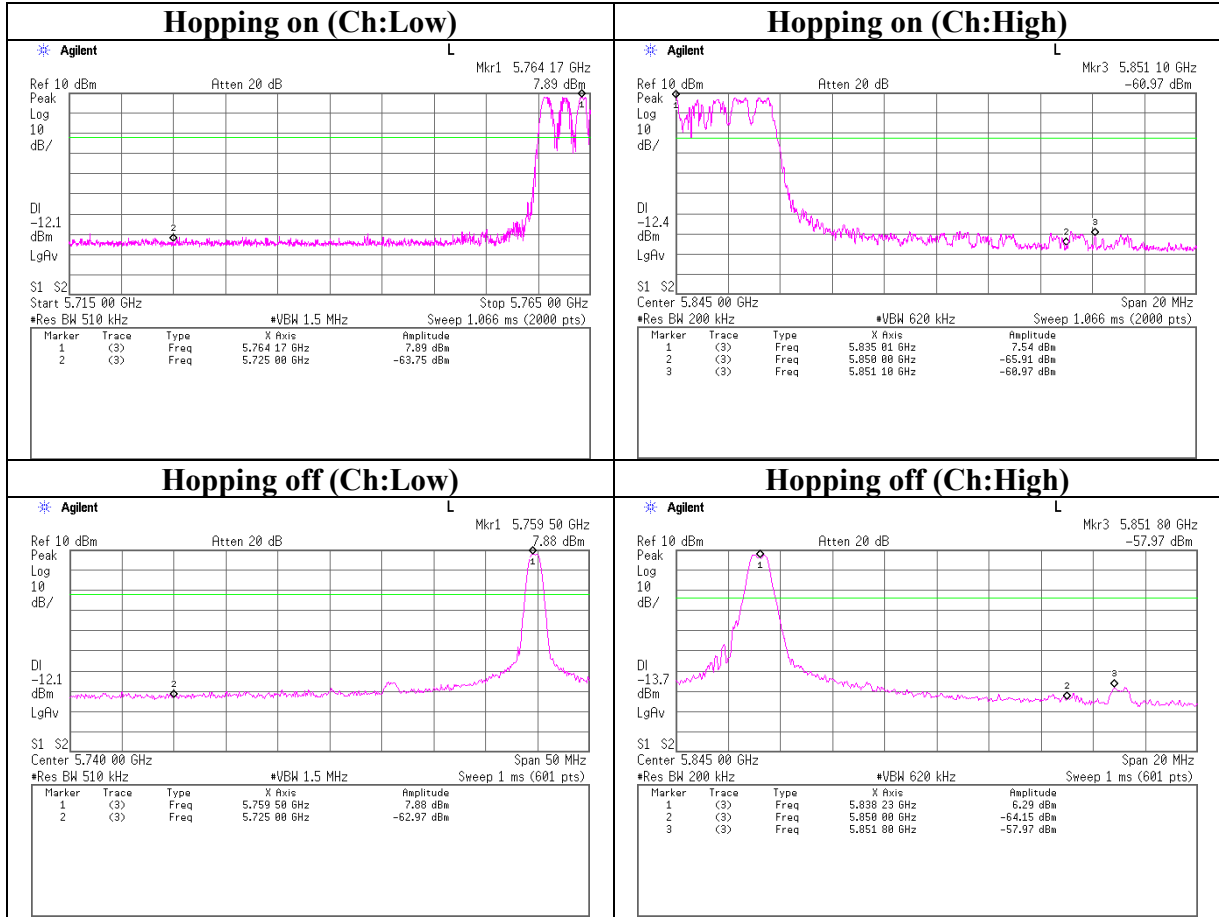 Hopping on (Ch:Low)
Agilent
L
Mkr1 5.764 17 GHz
Ref 10 dBm Atten 20 dB 7.89 dBm
Peak
Log
10
dB/
DI
-12.1
dBm
LgAv
S1 S2
1
2
Start 5.715 00 GHz Stop 5.765 00 GHz
#Res BW 510 kHz #VBW 1.5 MHz Sweep 1.066 ms (2000 pts)
Marker Trace Type X Axis Amplitude
1 (3) Freq 5.764 17 GHz 7.89 dBm
2 (3) Freq 5.725 00 GHz -63.75 dBm
Hopping on (Ch:High)
Agilent
L
Mkr3 5.851 10 GHz
Ref 10 dBm Atten 20 dB -60.97 dBm
Peak
Log
10
dB/
DI
-12.4
dBm
LgAv
S1 S2
1
2
3
Center 5.845 00 GHz Span 20 MHz
#Res BW 200 kHz #VBW 620 kHz Sweep 1.066 ms (2000 pts)
Marker Trace Type X Axis Amplitude
1 (3) Freq 5.835 01 GHz 7.54 dBm
2 (3) Freq 5.850 00 GHz -65.91 dBm
3 (3) Freq 5.851 10 GHz -60.97 dBm
Hopping off (Ch:Low)
Agilent
L
Mkr1 5.759 50 GHz
Ref 10 dBm Atten 20 dB 7.88 dBm
Peak
Log
10
dB/
DI
-12.1
dBm
LgAv
S1 S2
1
2
Center 5.740 00 GHz Span 50 MHz
#Res BW 510 kHz #VBW 1.5 MHz Sweep 1 ms (601 pts)
Marker Trace Type X Axis Amplitude
1 (3) Freq 5.759 50 GHz 7.88 dBm
2 (3) Freq 5.725 00 GHz -62.97 dBm
Hopping off (Ch:High)
Agilent
L
Mkr3 5.851 80 GHz
Ref 10 dBm Atten 20 dB -57.97 dBm
Peak
Log
10
dB/
DI
-13.7
dBm
LgAv
S1 S2
1
2
3
Center 5.845 00 GHz Span 20 MHz
#Res BW 200 kHz #VBW 620 kHz Sweep 1 ms (601 pts)
Marker Trace Type X Axis Amplitude
1 (3) Freq 5.838 23 GHz 6.29 dBm
2 (3) Freq 5.850 00 GHz -64.15 dBm
3 (3) Freq 5.851 80 GHz -57.97 dBm